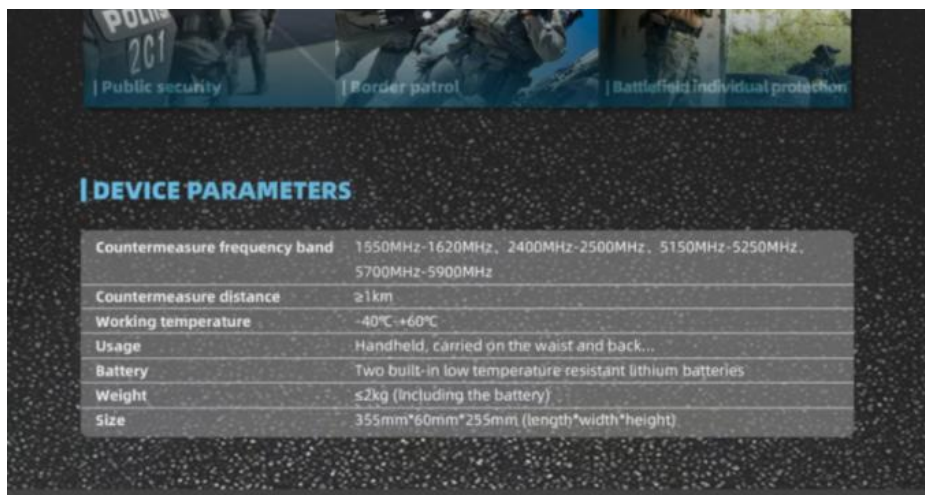 POLIS
2C1
| Public security
| Border patrol
| Battlefield individual protection
DEVICE PARAMETERS
Countermeasure frequency band 1550MHz-1620MHz、2400MHz-2500MHz、5150MHz-5250MHz、
5700MHz-5900MHz
Countermeasure distance ≥1km
Working temperature -40℃-+60℃
Usage Handheld, carried on the waist and back...
Battery Two built-in low temperature resistant lithium batteries
Weight ≤2kg (Including the battery)
Size 355mm*60mm*255mm (length*width*height)